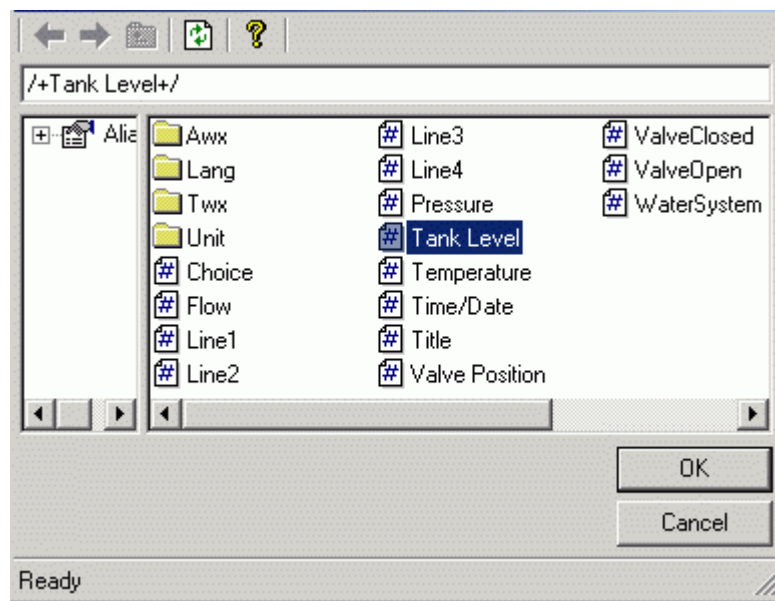 /+Tank Level+/
Alia
Awx
Lang
Twx
Unit
Choice
Flow
Line1
Line2
Line3
Line4
Pressure
Tank Level
Temperature
Time/Date
Title
Valve Position
ValveClosed
ValveOpen
WaterSystem
OK
Cancel
Ready